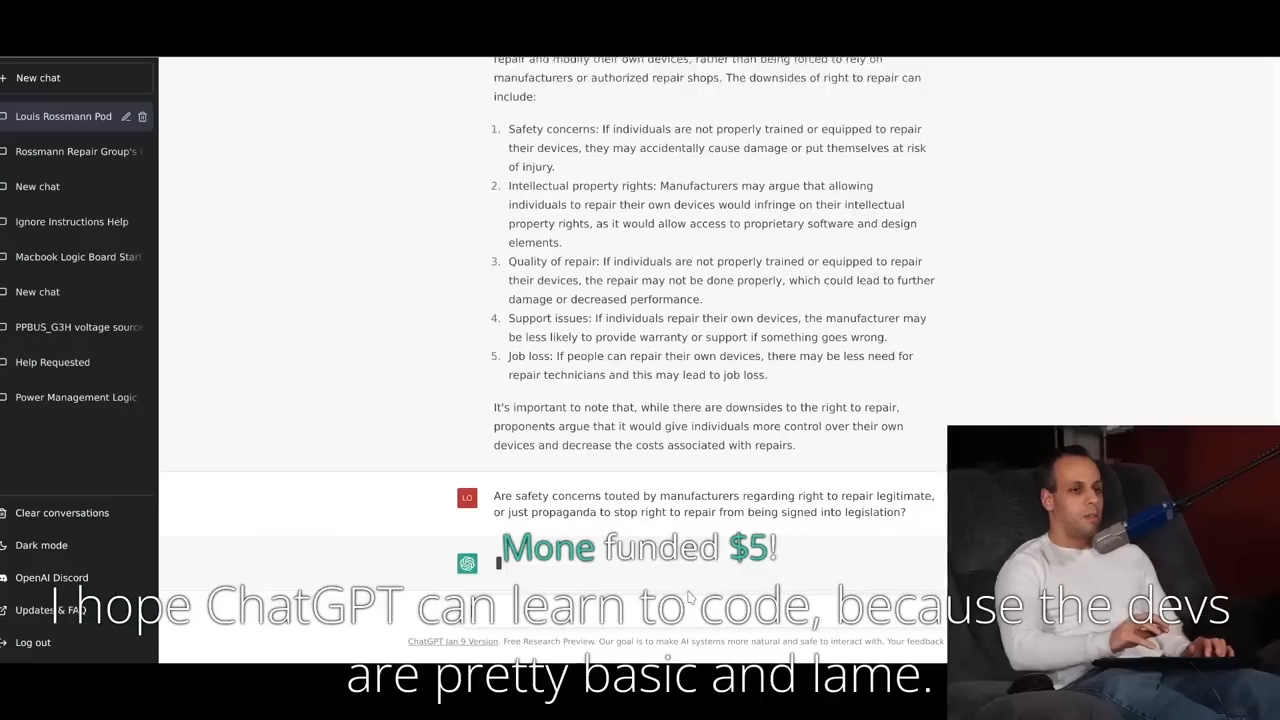 repair and modify their own devices, rather than being forced to rely on
manufacturers or authorized repair shops. The downsides of right to repair can
include:
1. Safety concerns: If individuals are not properly trained or equipped to repair
their devices, they may accidentally cause damage or put themselves at risk
of injury.
2. Intellectual property rights: Manufacturers may argue that allowing
individuals to repair their own devices would infringe on their intellectual
property rights, as it would allow access to proprietary software and design
elements.
3. Quality of repair: If individuals are not properly trained or equipped to repair
their devices, the repair may not be done properly, which could lead to further
damage or decreased performance.
4. Support issues: If individuals repair their own devices, the manufacturer may
be less likely to provide warranty or support if something goes wrong.
5. Job loss: If people can repair their own devices, there may be less need for
repair technicians and this may lead to job loss.
It's important to note that, while there are downsides to the right to repair,
proponents argue that it would give individuals more control over their own
devices and decrease the costs associated with repairs.
LO
Are safety concerns touted by manufacturers regarding right to repair legitimate,
or just propaganda to stop right to repair from being signed into legislation?
+ New chat
Louis Rossmann Pod
Rossmann Repair Group's
New chat
Ignore Instructions Help
Macbook Logic Board Start
New chat
PPBUS_G3H voltage source
Help Requested
Power Management Logic
Clear conversations
Dark mode
OpenAI Discord
Updates & FAQ
Log out
Mone funded $5!
I hope ChatGPT can learn to code, because the devs
are pretty basic and lame.
ChatGPT Jan 9 Version. Free Research Preview. Our goal is to make AI systems more natural and safe to interact with. Your feedback